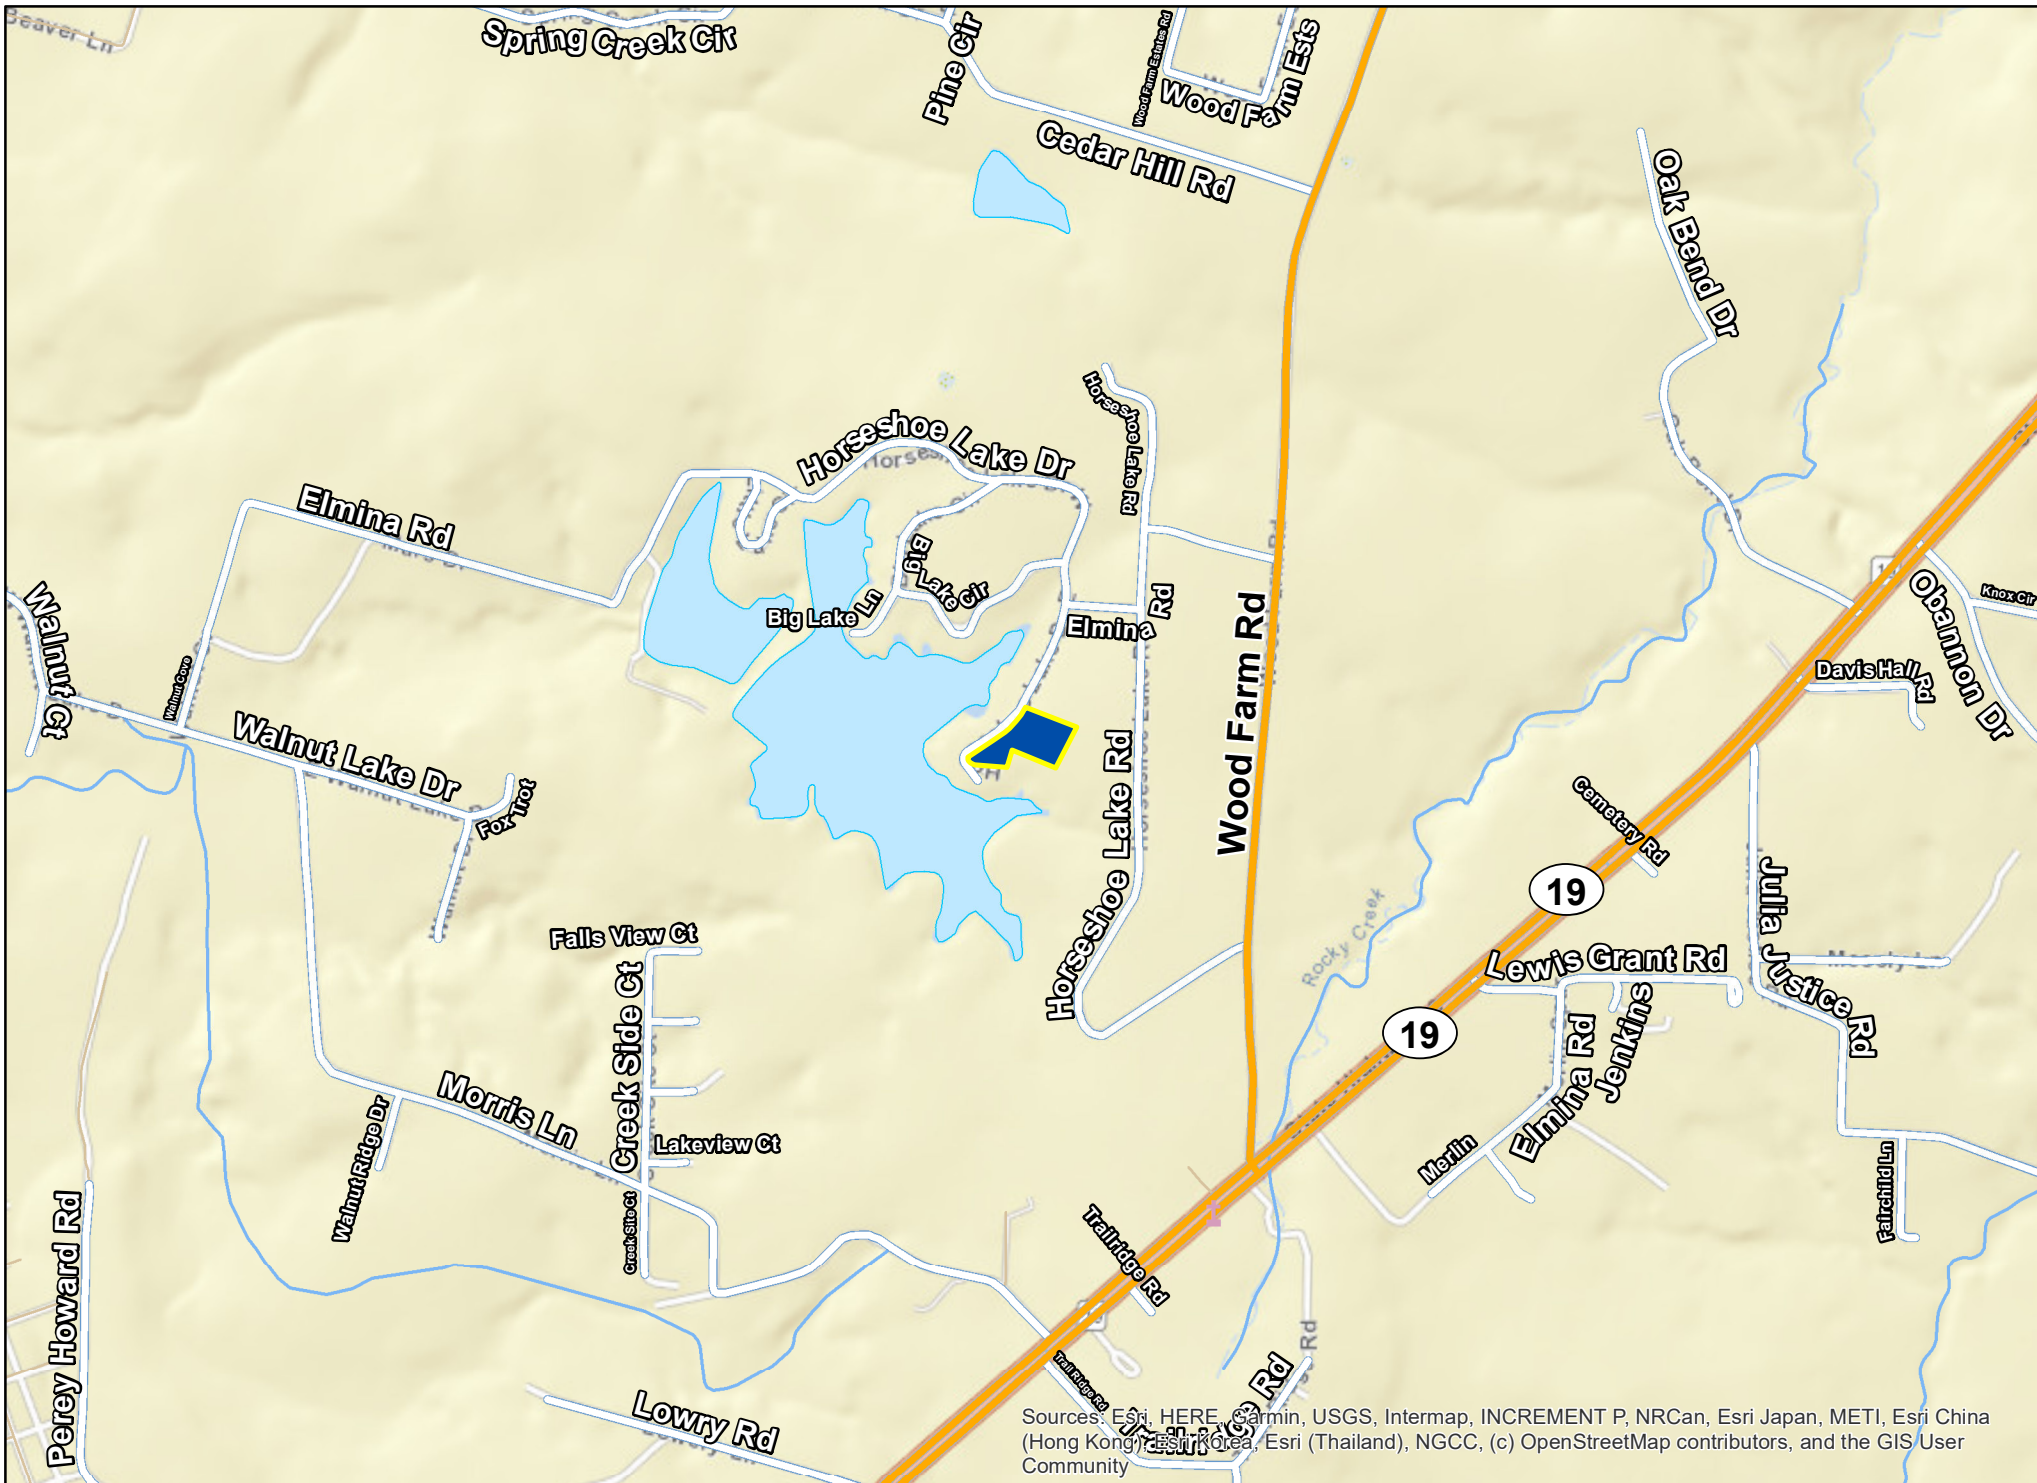 Beaver Ln
Spring Creek Cir
Pine Cir
Wood Farm Estates Rd
Wood Farm Ests
Cedar Hill Rd
Oak Bend Dr
Horseshoe Lake Rd
Horseshoe Lake Dr
Elmina Rd
Walnut Ct
Walnut Cove
Big Lake Cir
Big Lake Ln
Elmina Rd
Wood Farm Rd
Obannon Dr
Knox Cir
Davis Hall Rd
Walnut Lake Dr
Fox Trot
Horseshoe Lake Rd
Cemetery Rd
19
Julia Justice Rd
Falls View Ct
Creek Side Ct
Rocky Creek
Lewis Grant Rd
19
Elmina Rd
Jenkins
Merlin
Morris Ln
Walnut Ridge Dr
Lakeview Ct
Creek Site Ct
Fairchild Ln
Perey Howard Rd
Trailridge Rd
Trail Ridge Rd
Trailridge Rd
Lowry Rd
Sources: Esri, HERE, Garmin, USGS, Intermap, INCREMENT P, NRCan, Esri Japan, METI, Esri China
(Hong Kong), Esri Korea, Esri (Thailand), NGCC, (c) OpenStreetMap contributors, and the GIS User
Community